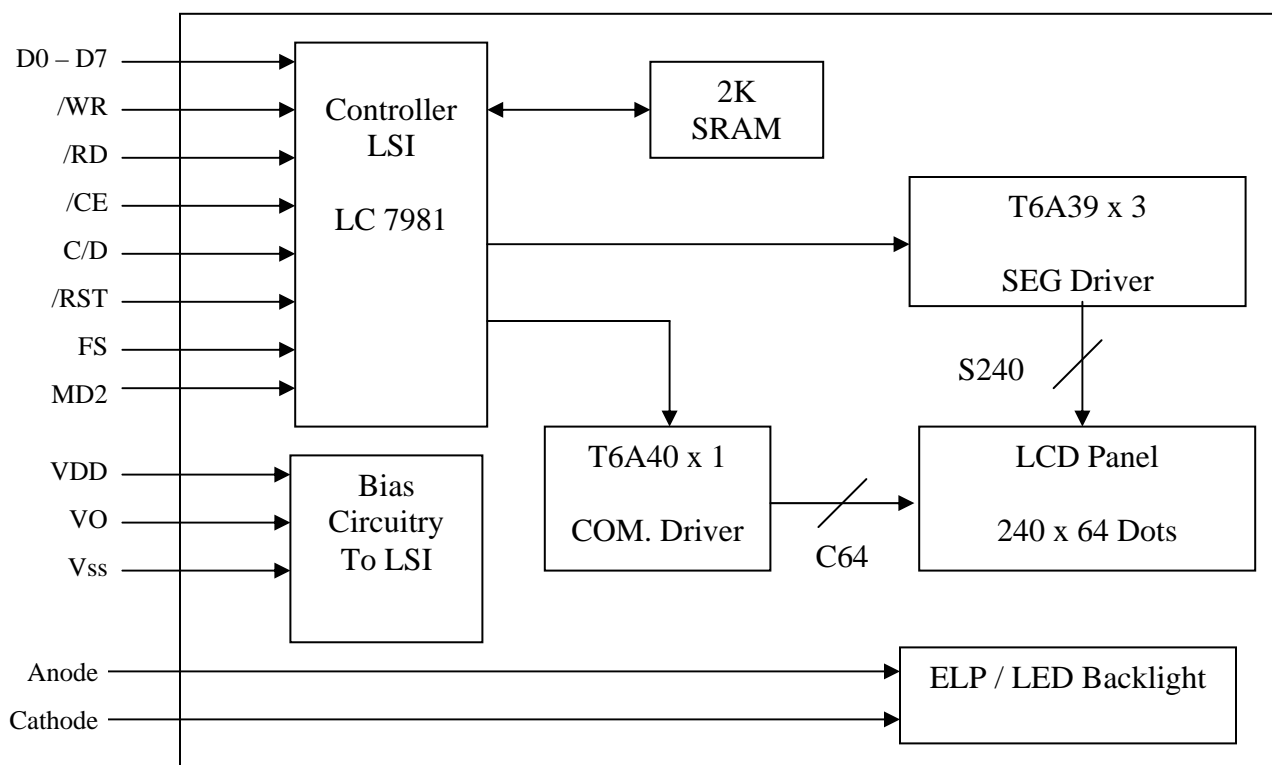 D0 – D7
/WR
/RD
/CE
C/D
/RST
FS
MD2
VDD
VO
Vss
Anode
Cathode
Controller
LSI
LC 7981
2K
SRAM
T6A39 x 3
SEG Driver
S240
T6A40 x 1
COM. Driver
C64
LCD Panel
240 x 64 Dots
Bias
Circuitry
To LSI
ELP / LED Backlight